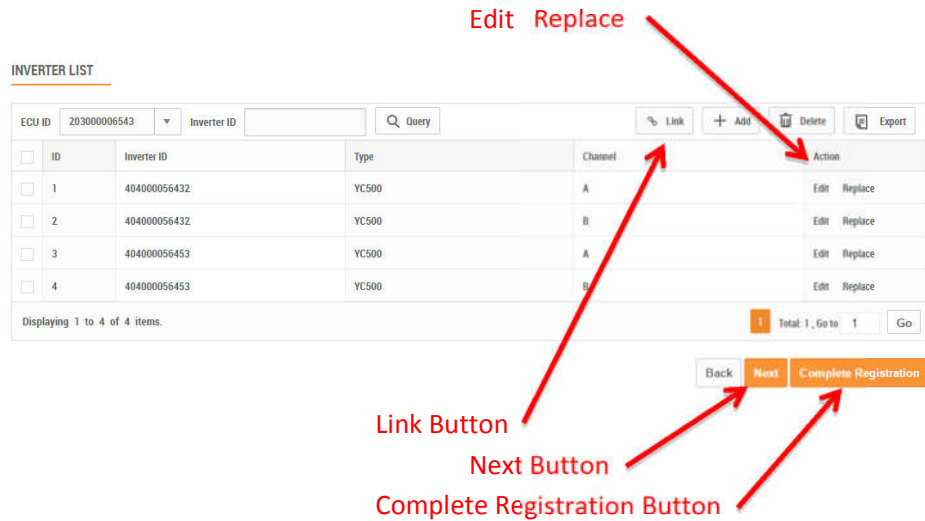 Edit Replace
INVERTER LIST
ECU ID 203000006543 Inverter ID Query Link Add Delete Export
ID Inverter ID Type Channel Action
1 404000056432 YC500 A Edit Replace
2 404000056432 YC500 B Edit Replace
3 404000056453 YC500 A Edit Replace
4 404000056453 YC500 B Edit Replace
Displaying 1 to 4 of 4 items. 1 Total: 1 , Go to 1 Go
Back Next Complete Registration
Link Button
Next Button
Complete Registration Button